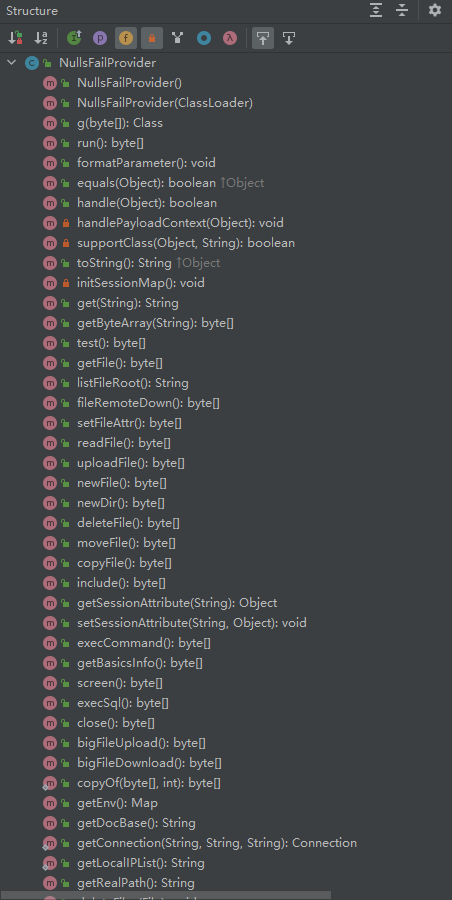 Structure
NullsFailProvider
NullsFailProvider()
NullsFailProvider(ClassLoader)
g(byte[]): Class
run(): byte[]
formatParameter(): void
equals(Object): boolean ↑Object
handle(Object): boolean
handlePayloadContext(Object): void
supportClass(Object, String): boolean
toString(): String ↑Object
initSessionMap(): void
get(String): String
getByteArray(String): byte[]
test(): byte[]
getFile(): byte[]
listFileRoot(): String
fileRemoteDown(): byte[]
setFileAttr(): byte[]
readFile(): byte[]
uploadFile(): byte[]
newFile(): byte[]
newDir(): byte[]
deleteFile(): byte[]
moveFile(): byte[]
copyFile(): byte[]
include(): byte[]
getSessionAttribute(String): Object
setSessionAttribute(String, Object): void
execCommand(): byte[]
getBasicsInfo(): byte[]
screen(): byte[]
execSql(): byte[]
close(): byte[]
bigFileUpload(): byte[]
bigFileDownload(): byte[]
copyOf(byte[], int): byte[]
getEnv(): Map
getDocBase(): String
getConnection(String, String, String): Connection
getLocalIPList(): String
getRealPath(): String